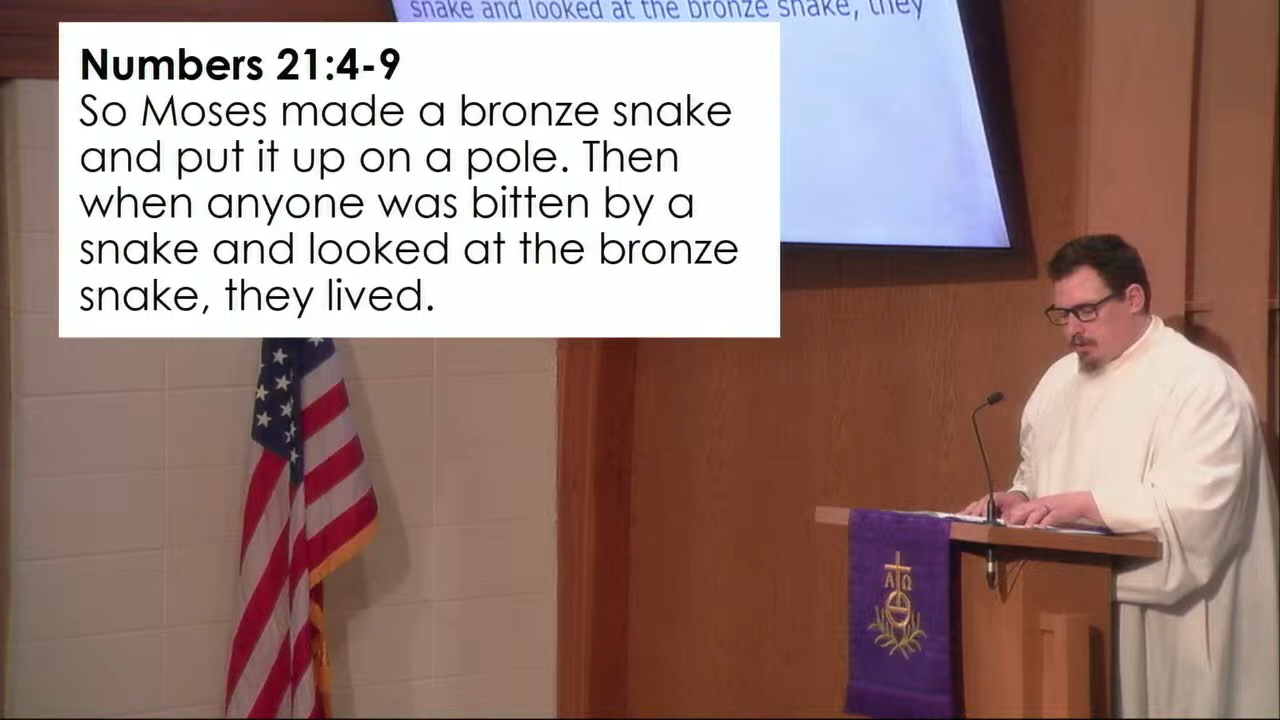 snake and looked at the bronze snake, they
Numbers 21:4-9
So Moses made a bronze snake
and put it up on a pole. Then
when anyone was bitten by a
snake and looked at the bronze
snake, they lived.
Α Ω